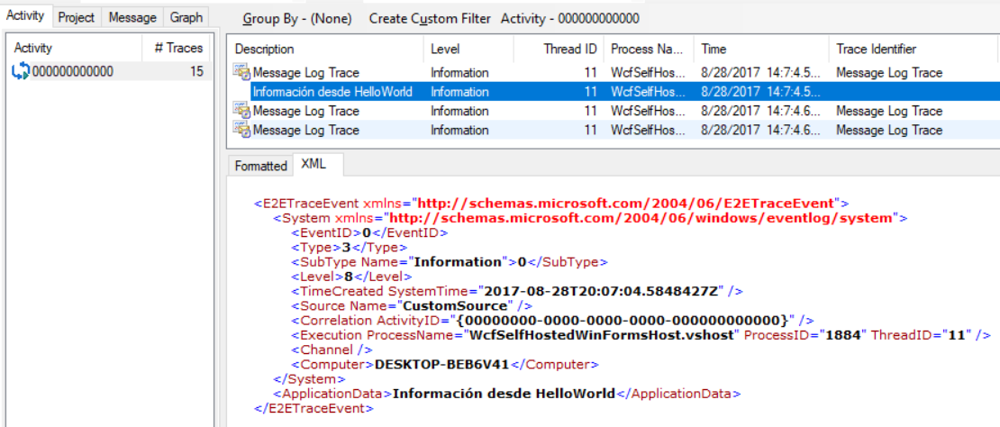 Activity Project Message Graph
Group By - (None) Create Custom Filter Activity - 000000000000
Activity # Traces
000000000000 15
Description Level Thread ID Process Na... Time Trace Identifier
Message Log Trace Information 11 WcfSelfHos... 8/28/2017 14:7:4.5... Message Log Trace
Información desde HelloWorld Information 11 WcfSelfHos... 8/28/2017 14:7:4.5...
Message Log Trace Information 11 WcfSelfHos... 8/28/2017 14:7:4.6... Message Log Trace
Message Log Trace Information 11 WcfSelfHos... 8/28/2017 14:7:4.6... Message Log Trace
Formatted XML
<E2ETraceEvent xmlns="http://schemas.microsoft.com/2004/06/E2ETraceEvent">
<System xmlns="http://schemas.microsoft.com/2004/06/windows/eventlog/system">
<EventID>0</EventID>
<Type>3</Type>
<SubType Name="Information">0</SubType>
<Level>8</Level>
<TimeCreated SystemTime="2017-08-28T20:07:04.5848427Z" />
<Source Name="CustomSource" />
<Correlation ActivityID="{00000000-0000-0000-0000-000000000000}" />
<Execution ProcessName="WcfSelfHostedWinFormsHost.vshost" ProcessID="1884" ThreadID="11" />
<Channel />
<Computer>DESKTOP-BEB6V41</Computer>
</System>
<ApplicationData>Información desde HelloWorld</ApplicationData>
</E2ETraceEvent>